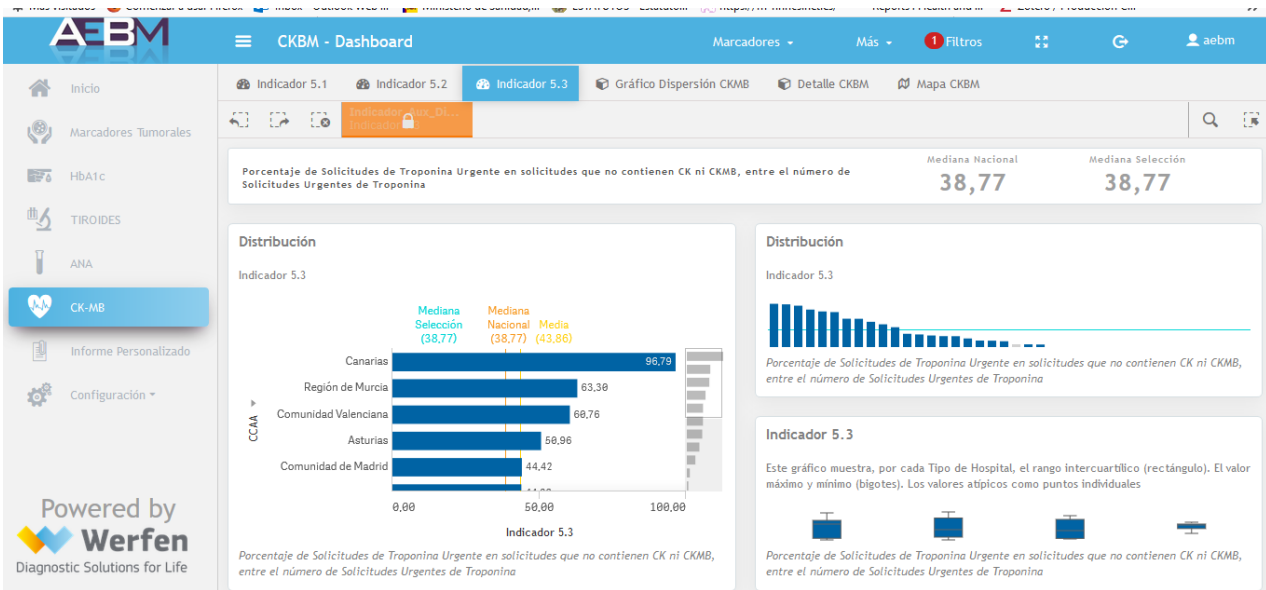 AEBM
CKBM - Dashboard
Marcadores
Más
1 Filtros
aebm
Inicio
Marcadores Tumorales
HbA1c
TIROIDES
ANA
CK-MB
Informe Personalizado
Configuración
Powered by
Werfen
Diagnostic Solutions for Life
Indicador 5.1
Indicador 5.2
Indicador 5.3
Gráfico Dispersión CKMB
Detalle CKBM
Mapa CKBM
Porcentaje de Solicitudes de Troponina Urgente en solicitudes que no contienen CK ni CKMB, entre el número de
Solicitudes Urgentes de Troponina
Mediana Nacional
38,77
Mediana Selección
38,77
Distribución
Indicador 5.3
Mediana
Selección
(38,77)
Mediana
Nacional
(38,77)
Media
(43,86)
CCAA
Canarias
96,79
Región de Murcia
63,30
Comunidad Valenciana
60,76
Asturias
50,96
Comunidad de Madrid
44,42
0,00
50,00
100,00
Indicador 5.3
Porcentaje de Solicitudes de Troponina Urgente en solicitudes que no contienen CK ni CKMB,
entre el número de Solicitudes Urgentes de Troponina
Distribución
Indicador 5.3
Porcentaje de Solicitudes de Troponina Urgente en solicitudes que no contienen CK ni CKMB,
entre el número de Solicitudes Urgentes de Troponina
Indicador 5.3
Este gráfico muestra, por cada Tipo de Hospital, el rango intercuartílico (rectángulo). El valor
máximo y mínimo (bigotes). Los valores atípicos como puntos individuales
Porcentaje de Solicitudes de Troponina Urgente en solicitudes que no contienen CK ni CKMB,
entre el número de Solicitudes Urgentes de Troponina